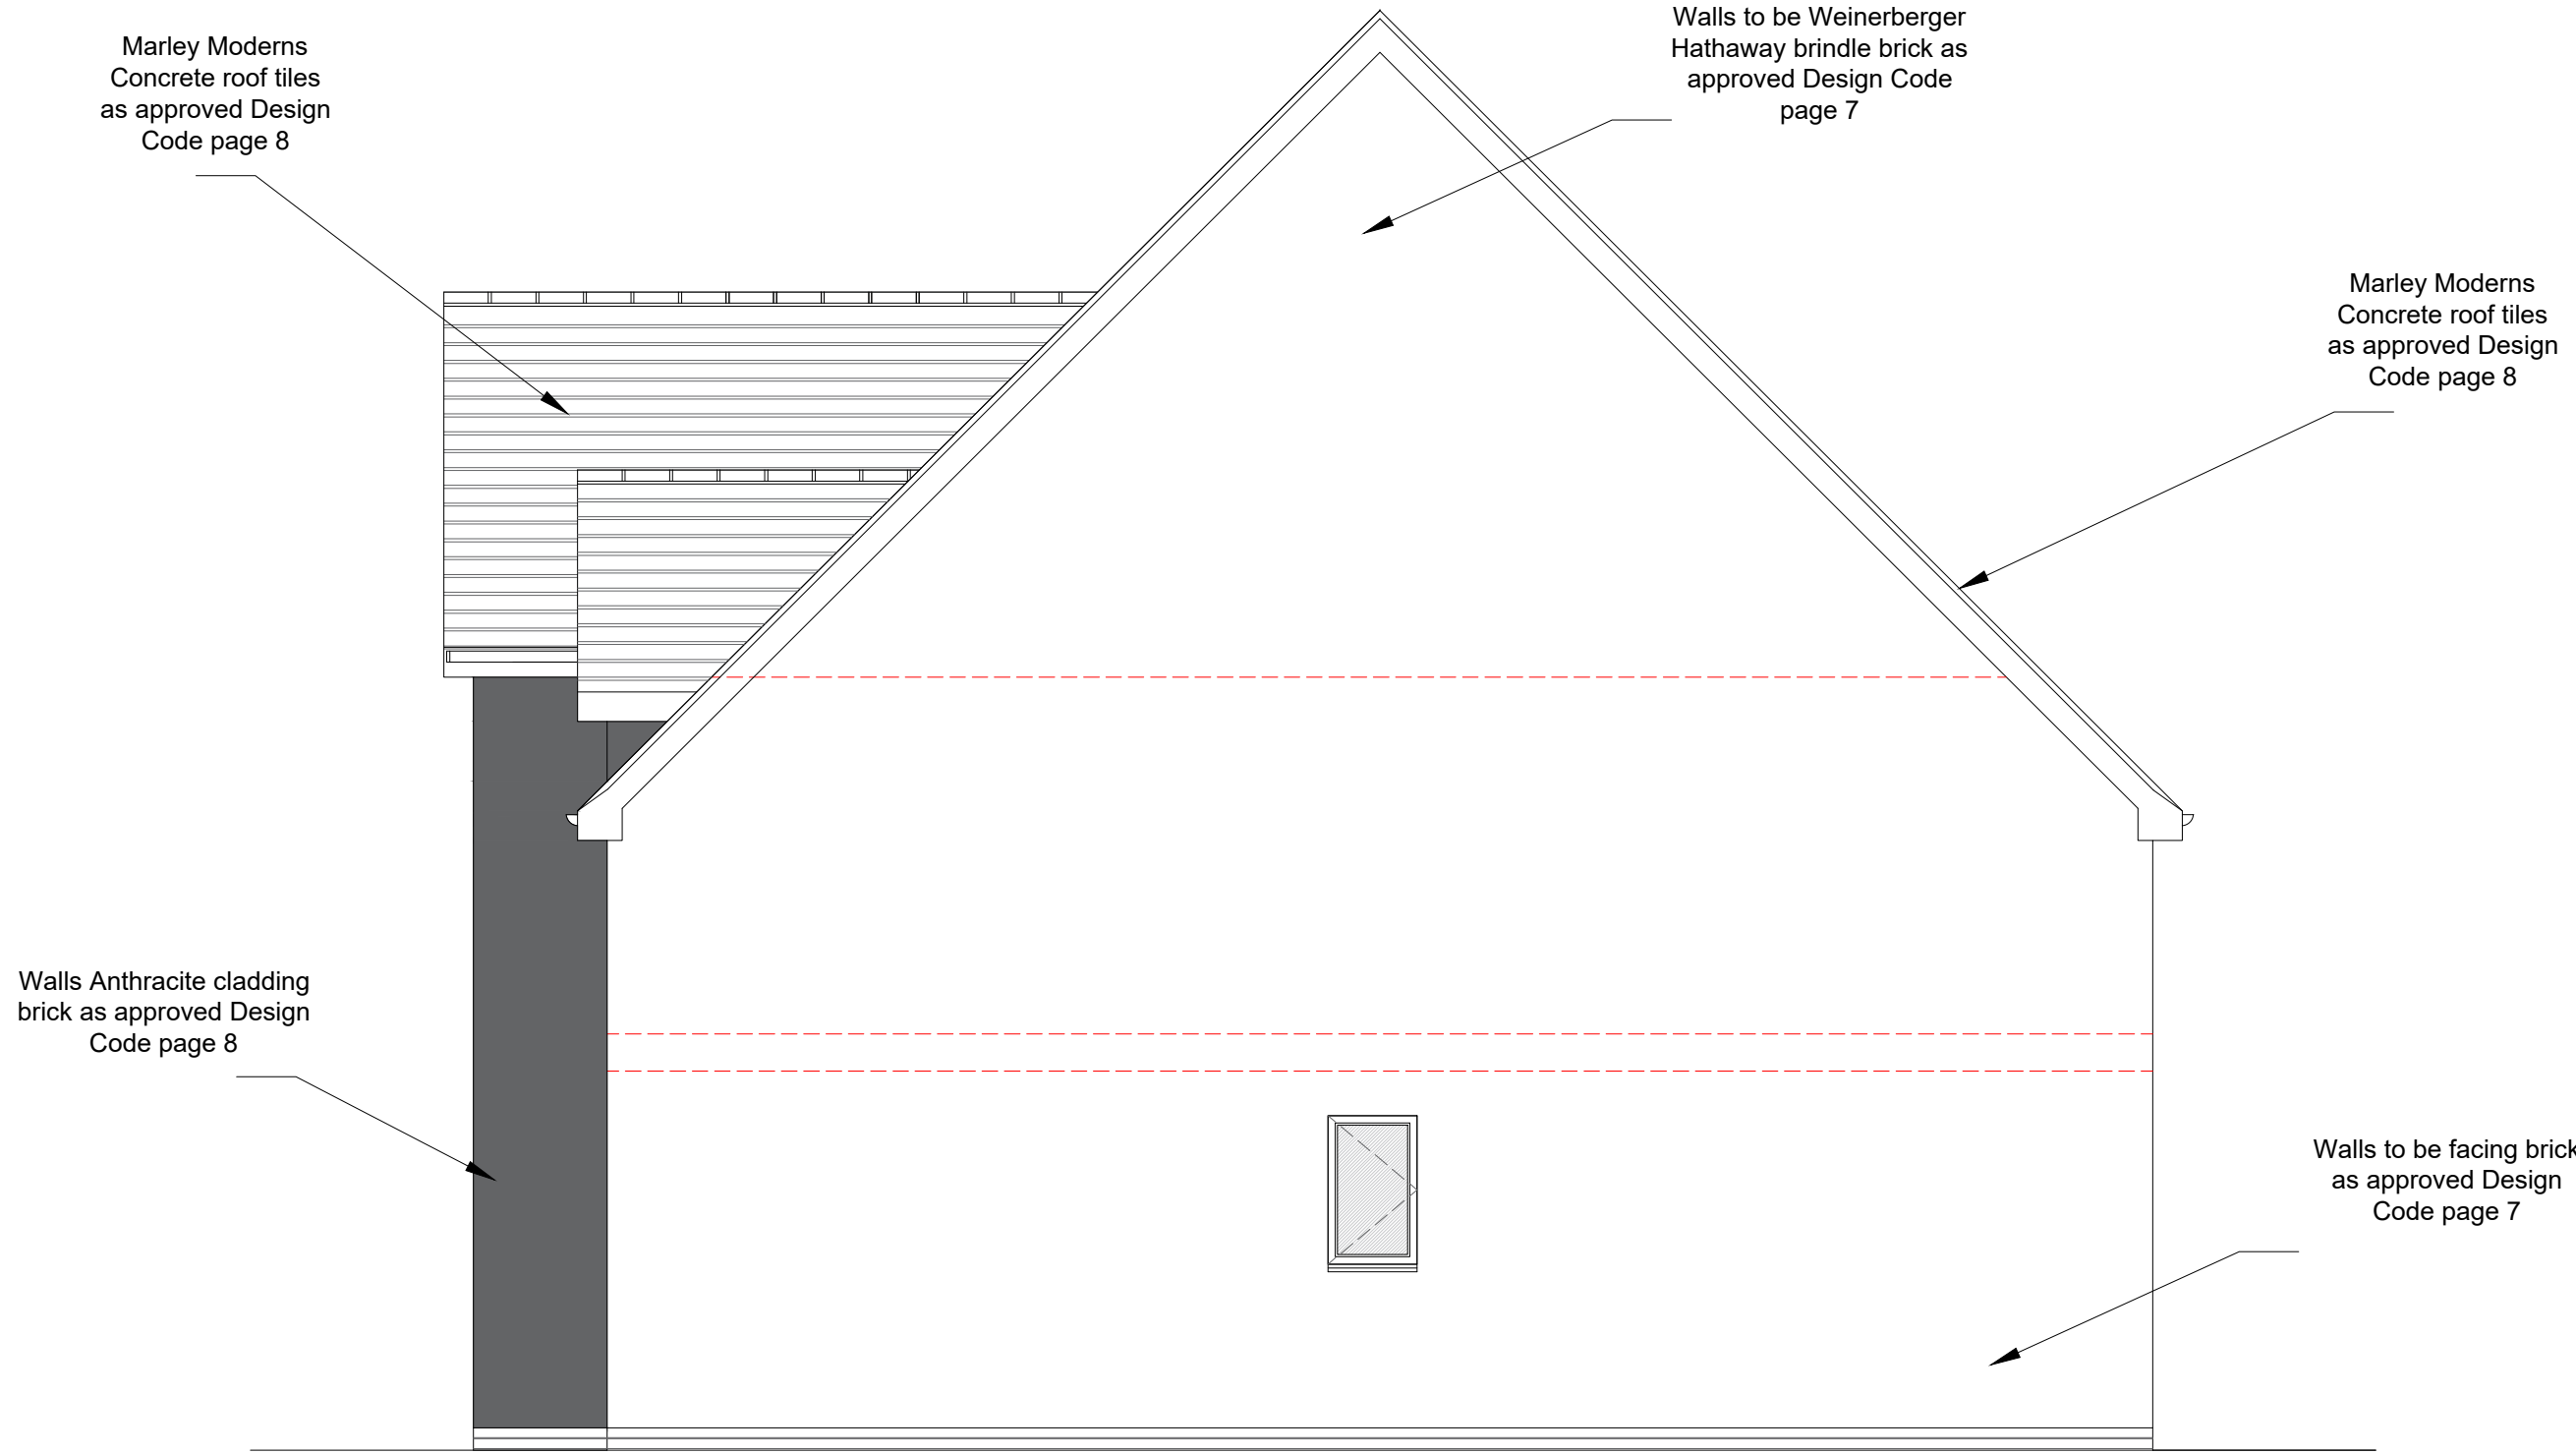 Marley Moderns
Concrete roof tiles
as approved Design
Code page 8
Walls to be Weinerberger
Hathaway brindle brick as
approved Design Code
page 7
Marley Moderns
Concrete roof tiles
as approved Design
Code page 8
Walls Anthracite cladding
brick as approved Design
Code page 8
Walls to be facing brick
as approved Design
Code page 7